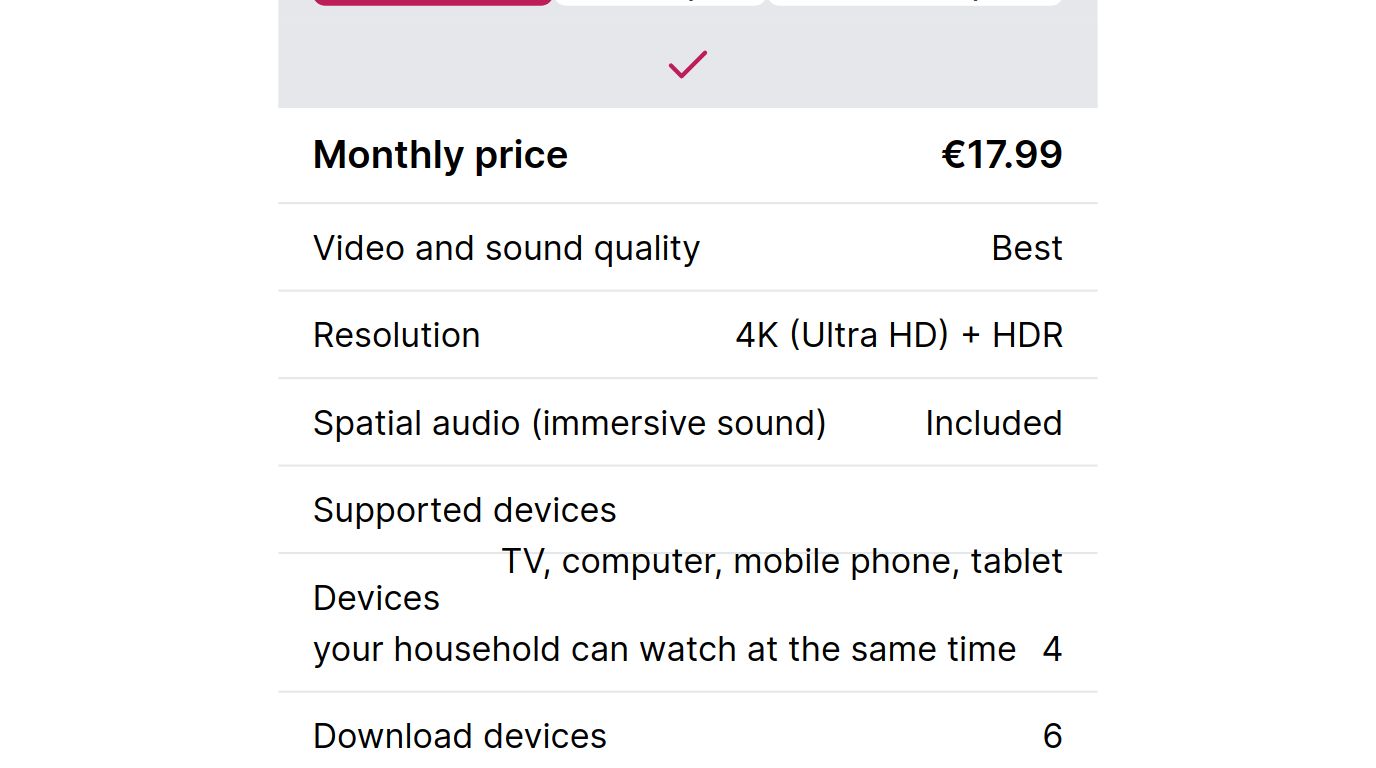 Monthly price €17.99
Video and sound quality Best
Resolution 4K (Ultra HD) + HDR
Spatial audio (immersive sound) Included
Supported devices
TV, computer, mobile phone, tablet
Devices
your household can watch at the same time 4
Download devices 6